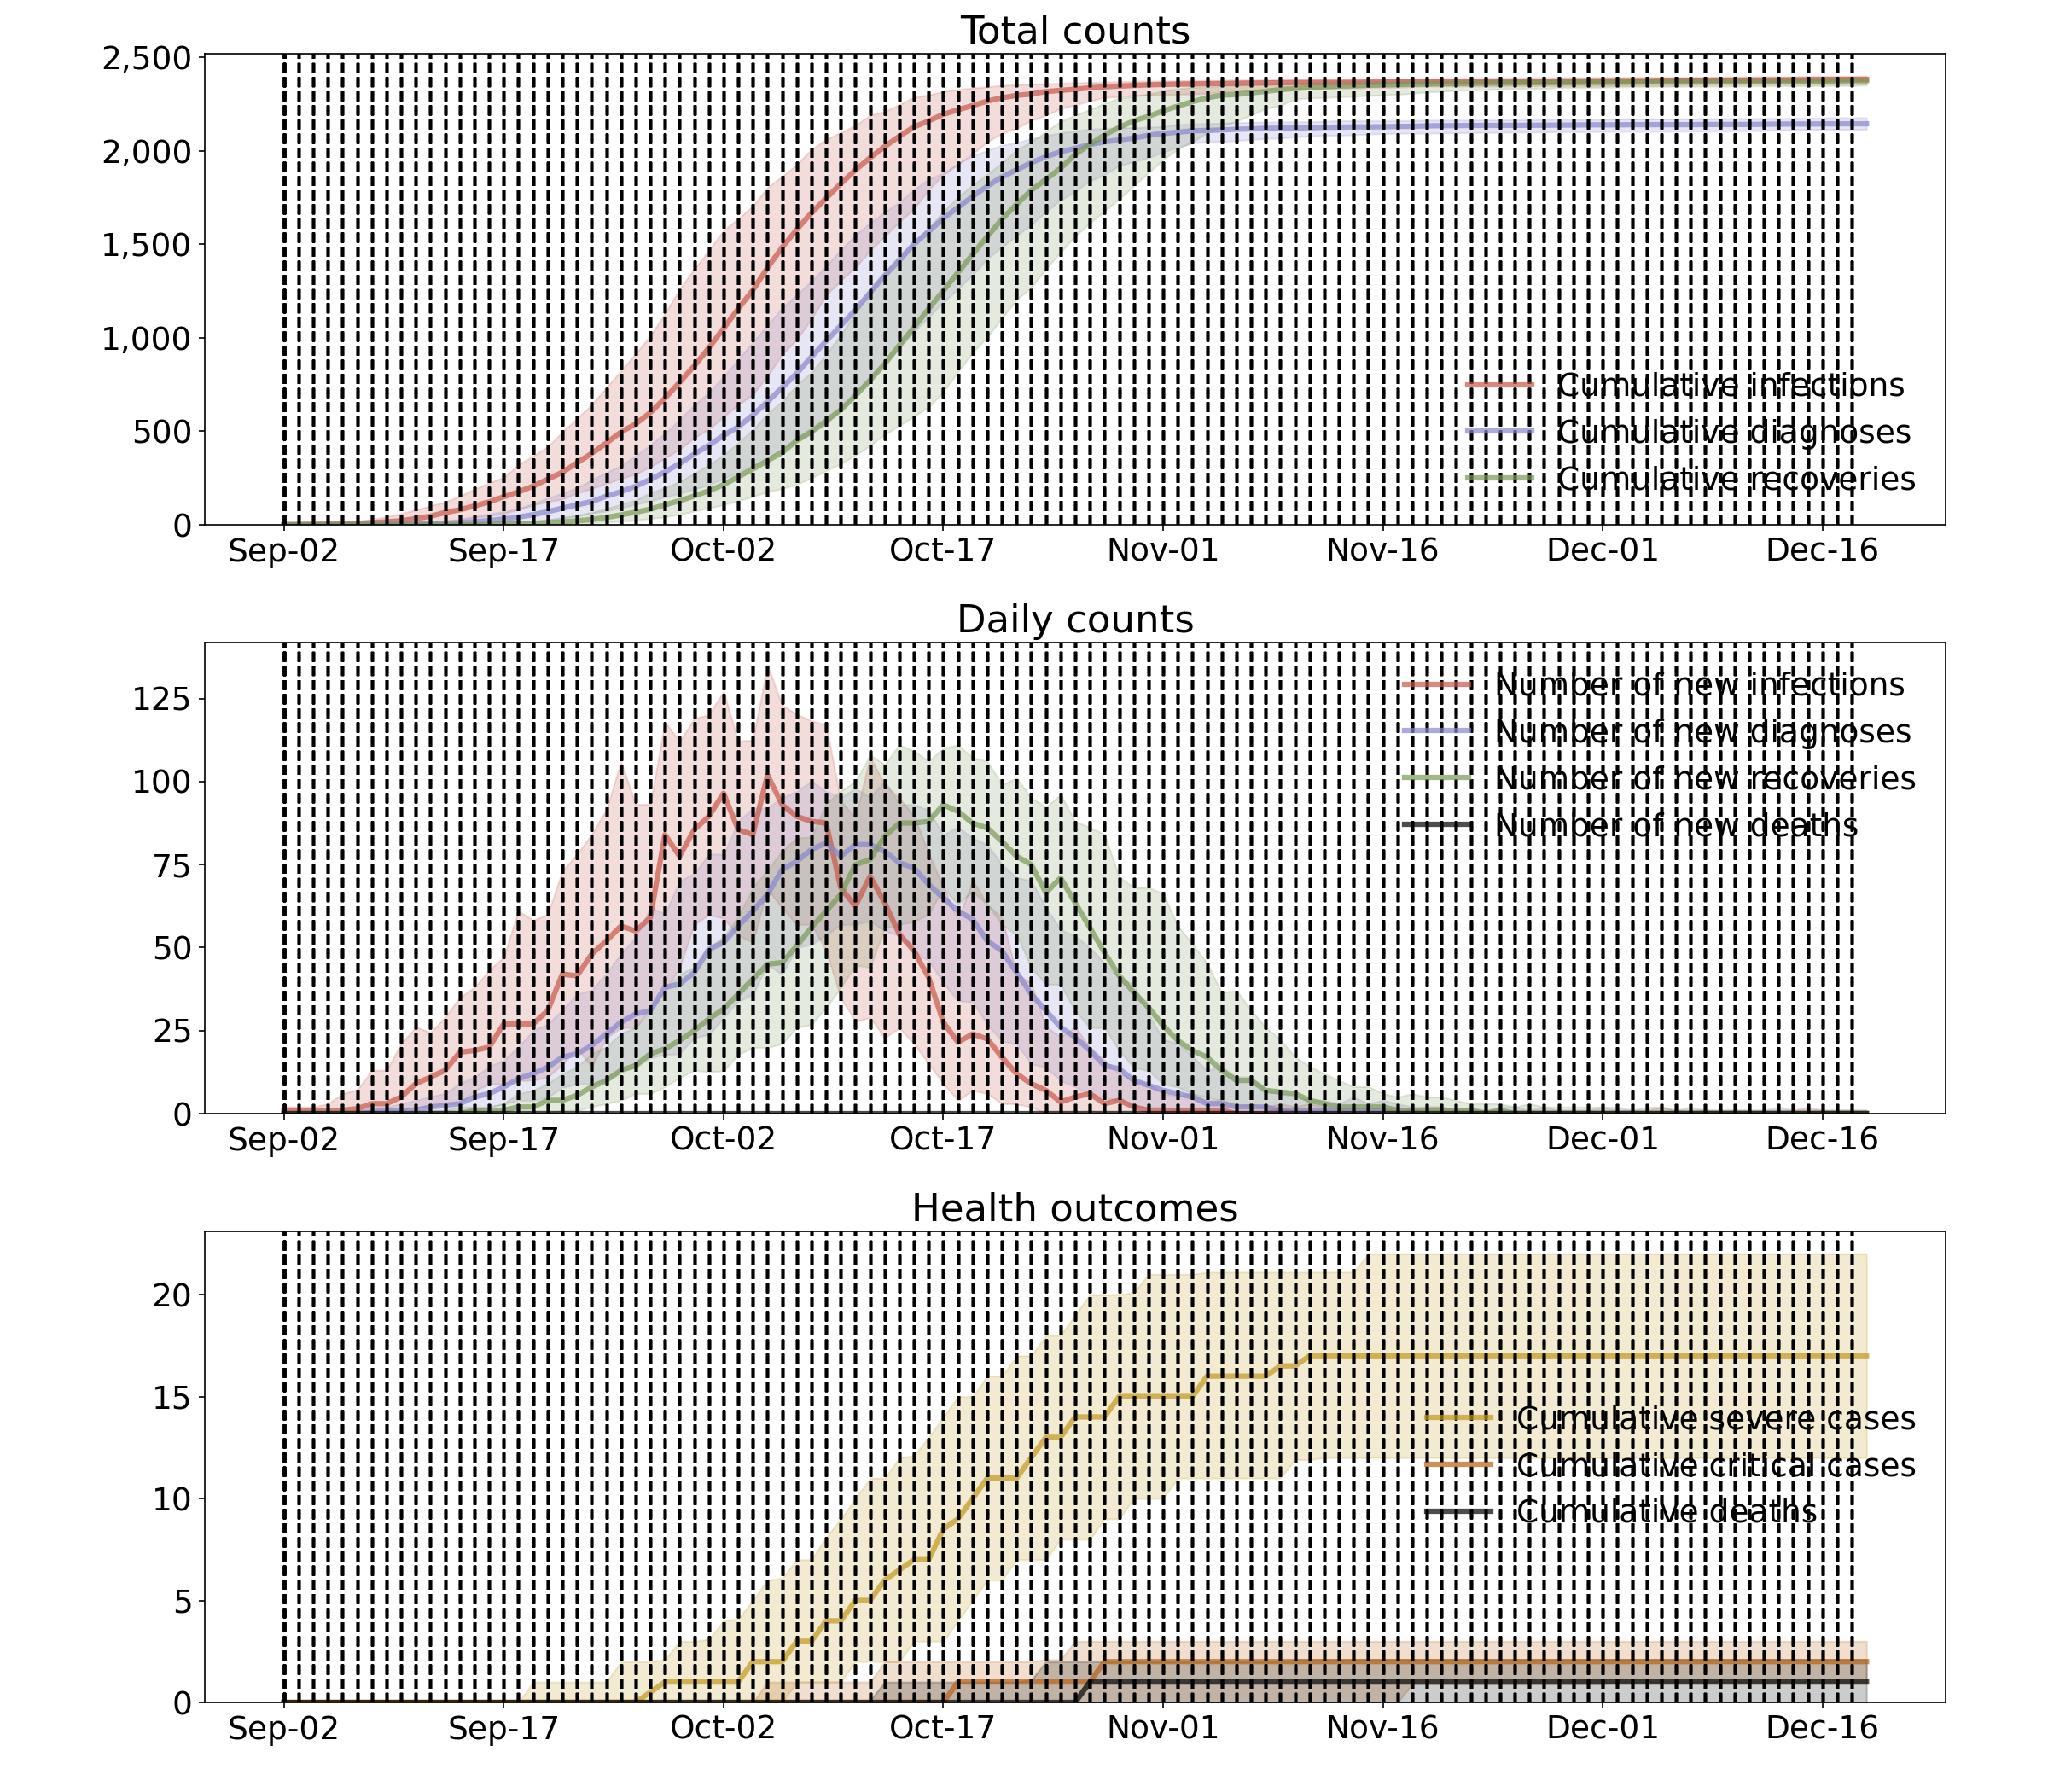 Total counts
2,500
2,000
1,500
1,000
500
0
Cumulative infections
Cumulative diagnoses
Cumulative recoveries
Sep-02 Sep-17 Oct-02 Oct-17 Nov-01 Nov-16 Dec-01 Dec-16
Daily counts
125
100
75
50
25
0
Number of new infections
Number of new diagnoses
Number of new recoveries
Number of new deaths
Sep-02 Sep-17 Oct-02 Oct-17 Nov-01 Nov-16 Dec-01 Dec-16
Health outcomes
20
15
10
5
0
Cumulative severe cases
Cumulative critical cases
Cumulative deaths
Sep-02 Sep-17 Oct-02 Oct-17 Nov-01 Nov-16 Dec-01 Dec-16